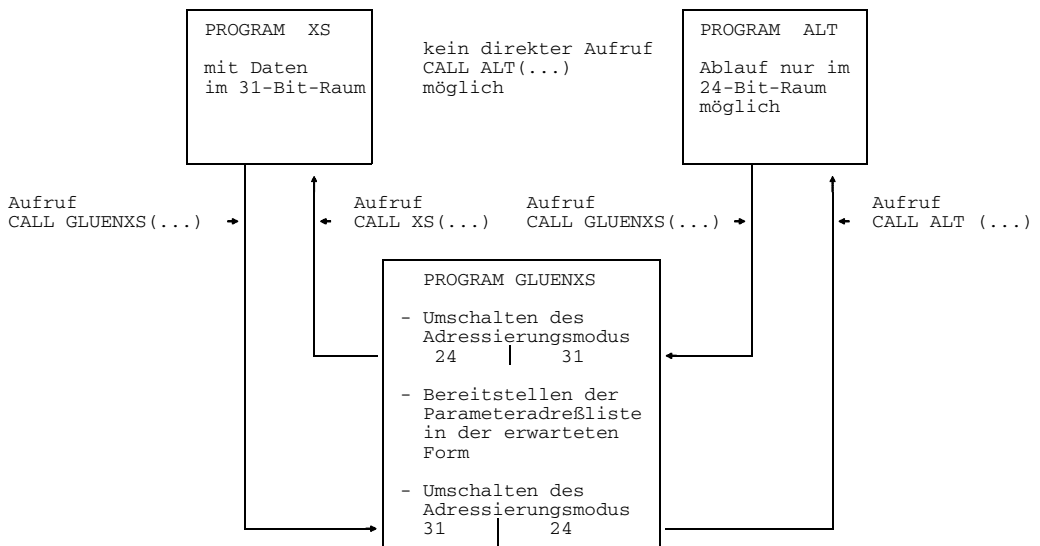 PROGRAM XS
mit Daten
im 31-Bit-Raum
kein direkter Aufruf
CALL ALT(...)
möglich
PROGRAM ALT
Ablauf nur im
24-Bit-Raum
möglich
Aufruf
CALL GLUENXS(...)
Aufruf
CALL XS(...)
Aufruf
CALL GLUENXS(...)
Aufruf
CALL ALT (...)
PROGRAM GLUENXS
- Umschalten des
Adressierungsmodus
24 31
- Bereitstellen der
Parameteradreßliste
in der erwarteten
Form
- Umschalten des
Adressierungsmodus
31 24